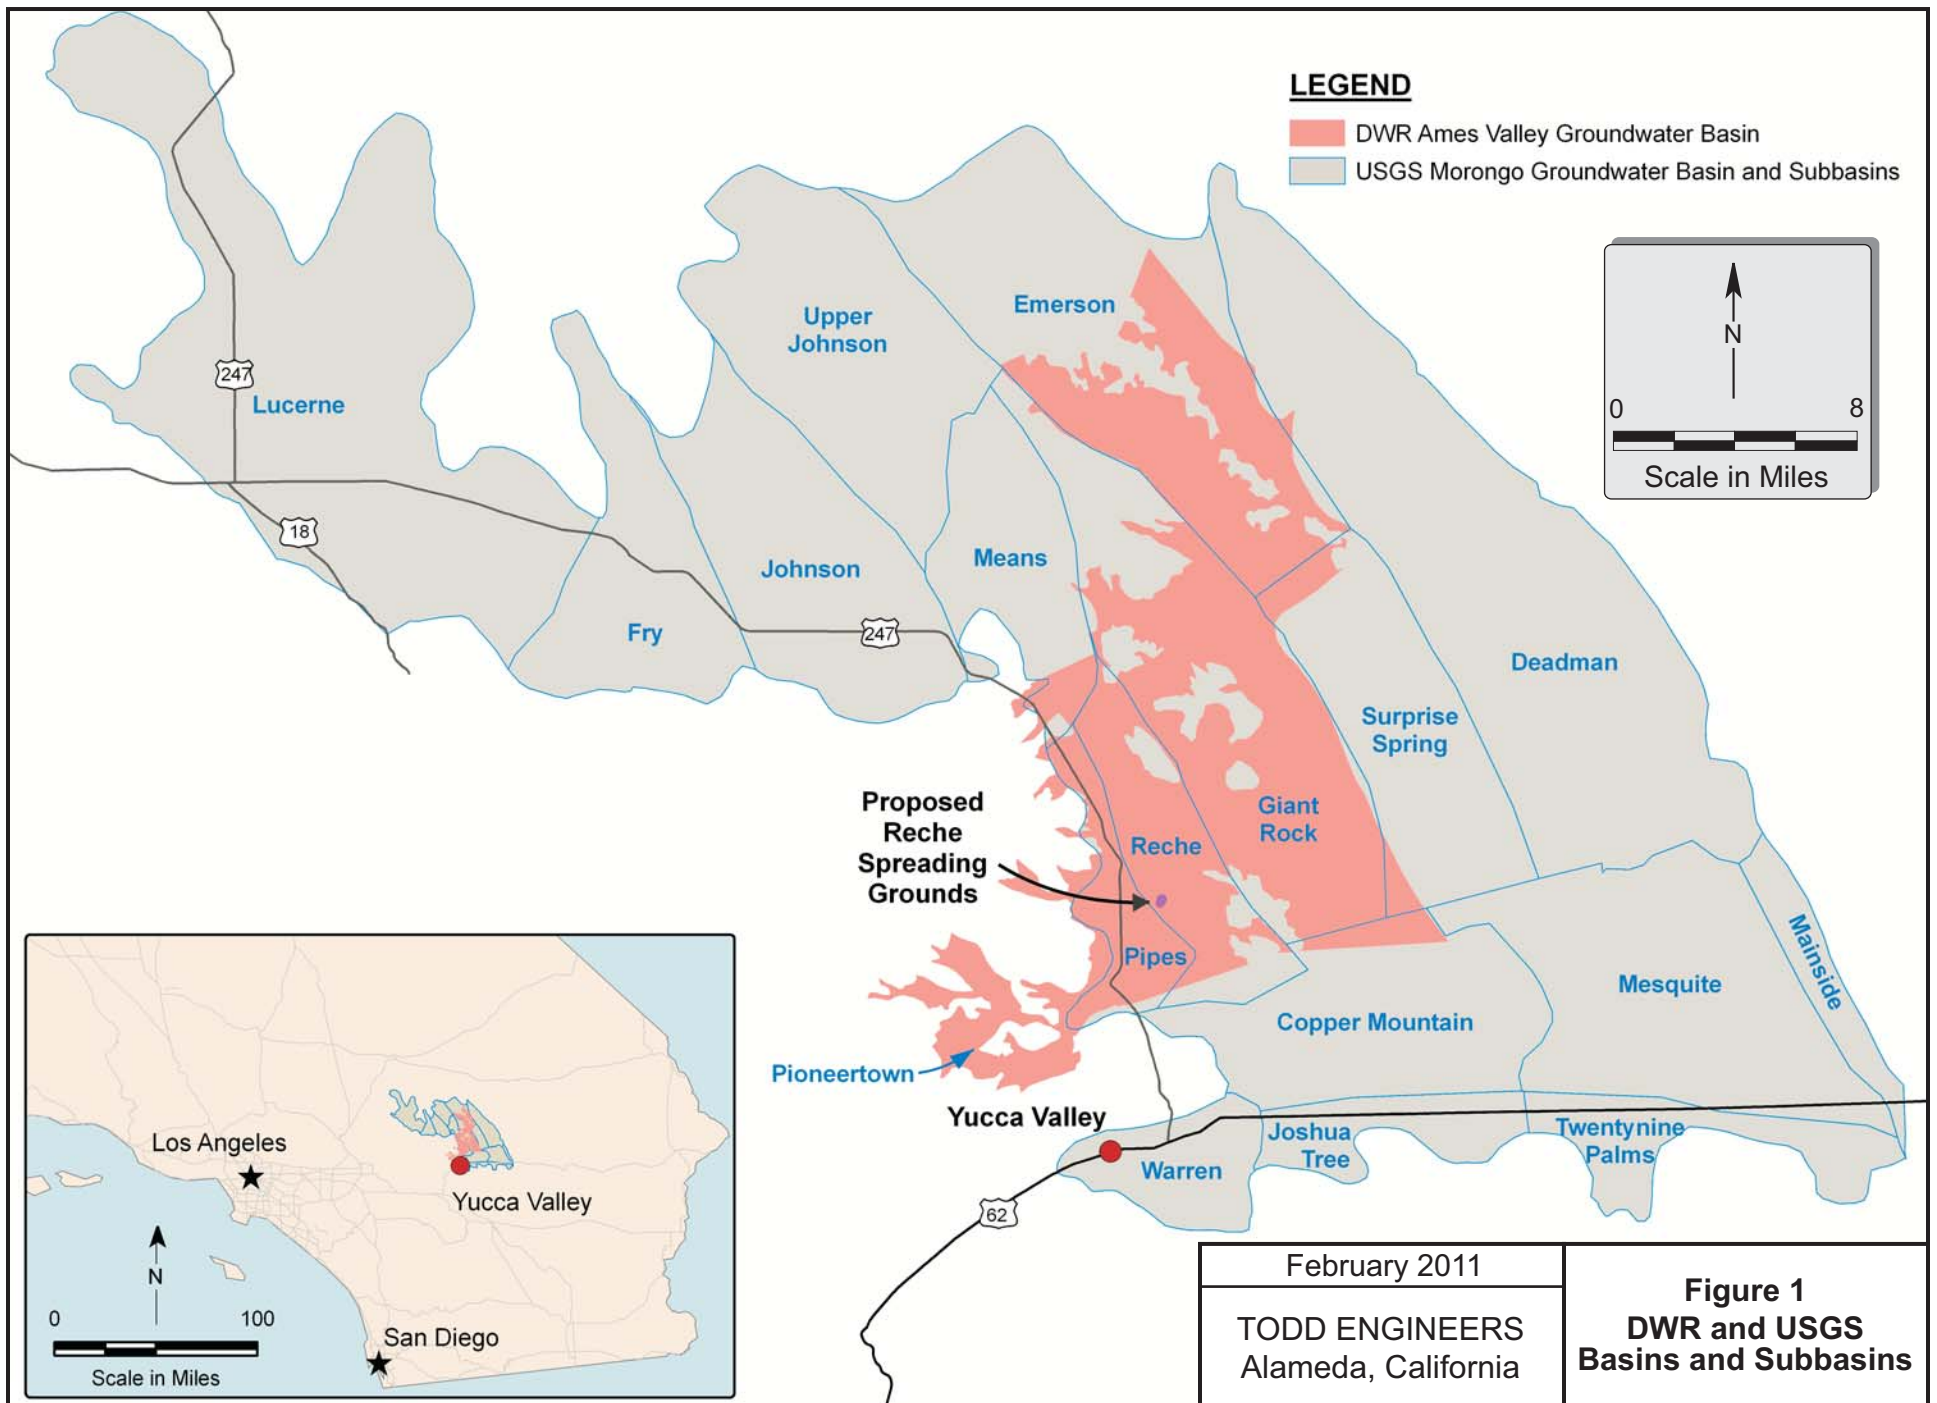 LEGEND
DWR Ames Valley Groundwater Basin
USGS Morongo Groundwater Basin and Subbasins
N
0 8
Scale in Miles
Emerson
Upper
Johnson
247
Lucerne
18
Means
Johnson
Fry
247
Deadman
Surprise
Spring
Proposed
Reche
Spreading
Grounds
Giant
Rock
Reche
Pipes
Mainside
Mesquite
Copper Mountain
Pioneertown
Yucca Valley
Joshua
Tree
Twentynine
Palms
Warren
62
Los Angeles
Yucca Valley
N
0 100
San Diego
Scale in Miles
February 2011
TODD ENGINEERS
Alameda, California
Figure 1
DWR and USGS
Basins and Subbasins